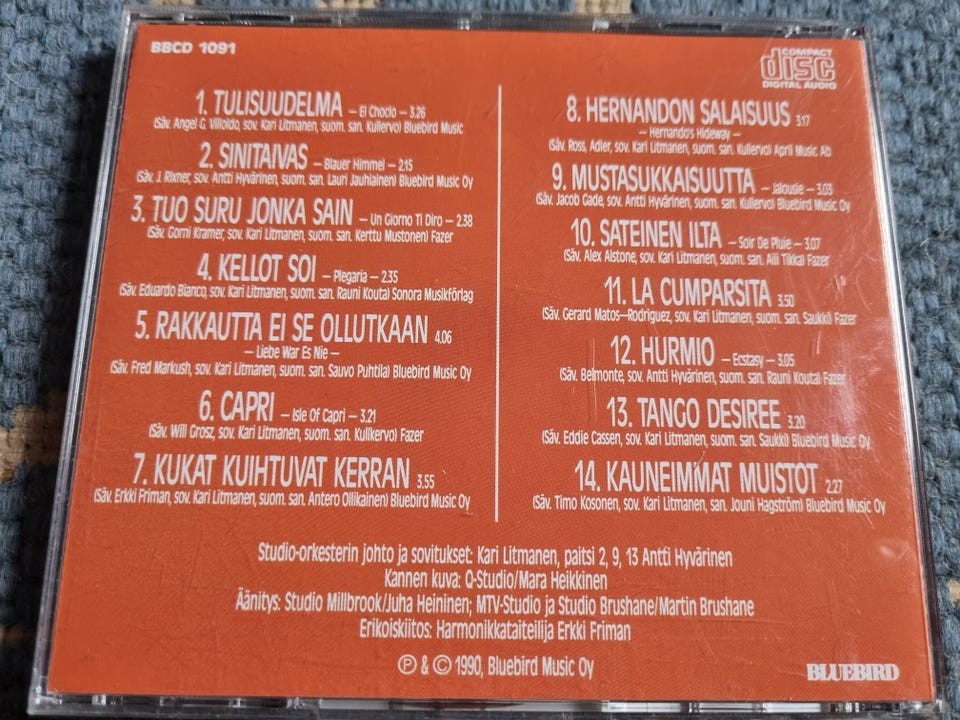 BBCD 1091
COMPACT
disc
DIGITAL AUDIO
1. TULISUUDELMA — El Choclo — 3.26
(Säv. Angel G. Villoldo, sov. Kari Litmanen, suom. san. Kullervo) Bluebird Music
2. SINITAIVAS — Blauer Himmel — 2.15
(Säv. J. Rixner, sov. Antti Hyvärinen, suom. san. Lauri Jauhiainen) Bluebird Music Oy
3. TUO SURU JONKA SAIN — Un Giorno Ti Diro — 2.38
(Säv. Gorni Kramer, sov. Kari Litmanen, suom. san. Kerttu Mustonen) Fazer
4. KELLOT SOI — Plegaria — 2.35
(Säv. Eduardo Bianco, sov. Kari Litmanen, suom. san. Rauni Kouta) Sonora Musikförlag
5. RAKKAUTTA EI SE OLLUTKAAN 4.06
— Liebe War Es Nie —
(Säv. Fred Markush, sov. Kari Litmanen, suom. san. Sauvo Puhtila) Bluebird Music Oy
6. CAPRI — Isle Of Capri — 3.21
(Säv. Will Grosz, sov. Kari Litmanen, suom. san. Kullkervo) Fazer
7. KUKAT KUIHTUVAT KERRAN 3.55
(Säv. Erkki Friman, sov. Kari Litmanen, suom. san. Antero Ollikainen) Bluebird Music Oy
8. HERNANDON SALAISUUS 3.17
— Hernando's Hideway —
(Säv. Ross, Adler, sov. Kari Litmanen, suom. san. Kullervo) April Music Ab
9. MUSTASUKKAISUUTTA — Jalousie — 3.03
(Säv. Jacob Gade, sov. Antti Hyvärinen, suom. san. Kullervo) Bluebird Music Oy
10. SATEINEN ILTA — Soir De Pluie — 3.07
(Säv. Alex Alstone, sov. Kari Litmanen, suom. san. Aili Tikka) Fazer
11. LA CUMPARSITA 3.50
(Säv. Gerard Matos—Rodriguez, sov. Kari Litmanen, suom. san. Saukki) Fazer
12. HURMIO — Ecstasy — 3.05
(Säv. Belmonte, sov. Antti Hyvärinen, suom. san. Rauni Kouta) Fazer
13. TANGO DESIREE 3.20
(Säv. Eddie Cassen, sov. Kari Litmanen, suom. san. Saukki) Bluebird Music Oy
14. KAUNEIMMAT MUISTOT 2.27
(Säv. Timo Kosonen, sov. Kari Litmanen, suom. san. Jouni Hagström) Bluebird Music Oy
Studio-orkesterin johto ja sovitukset: Kari Litmanen, paitsi 2, 9, 13 Antti Hyvärinen
Kannen kuva: Q-Studio/Mara Heikkinen
Äänitys: Studio Millbrook/Juha Heininen; MTV-Studio ja Studio Brushane/Martin Brushane
Erikoiskiitos: Harmonikkataiteilija Erkki Friman
Ⓟ & © 1990, Bluebird Music Oy
BLUEBIRD